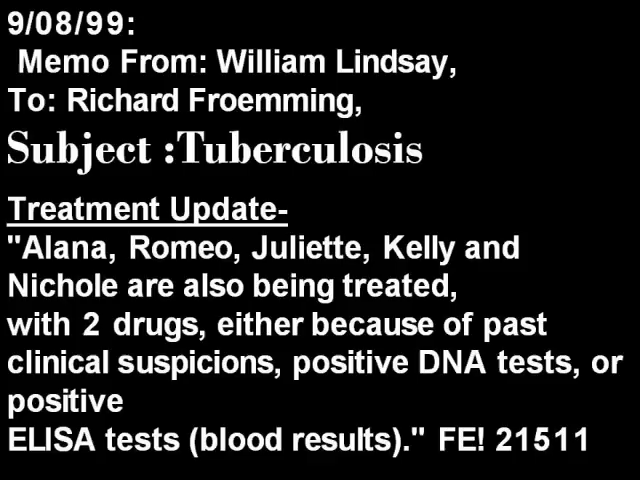 9/08/99:
Memo From: William Lindsay,
To: Richard Froemming,
Subject :Tuberculosis
Treatment Update-
"Alana, Romeo, Juliette, Kelly and
Nichole are also being treated,
with 2 drugs, either because of past
clinical suspicions, positive DNA tests, or
positive
ELISA tests (blood results)." FE! 21511